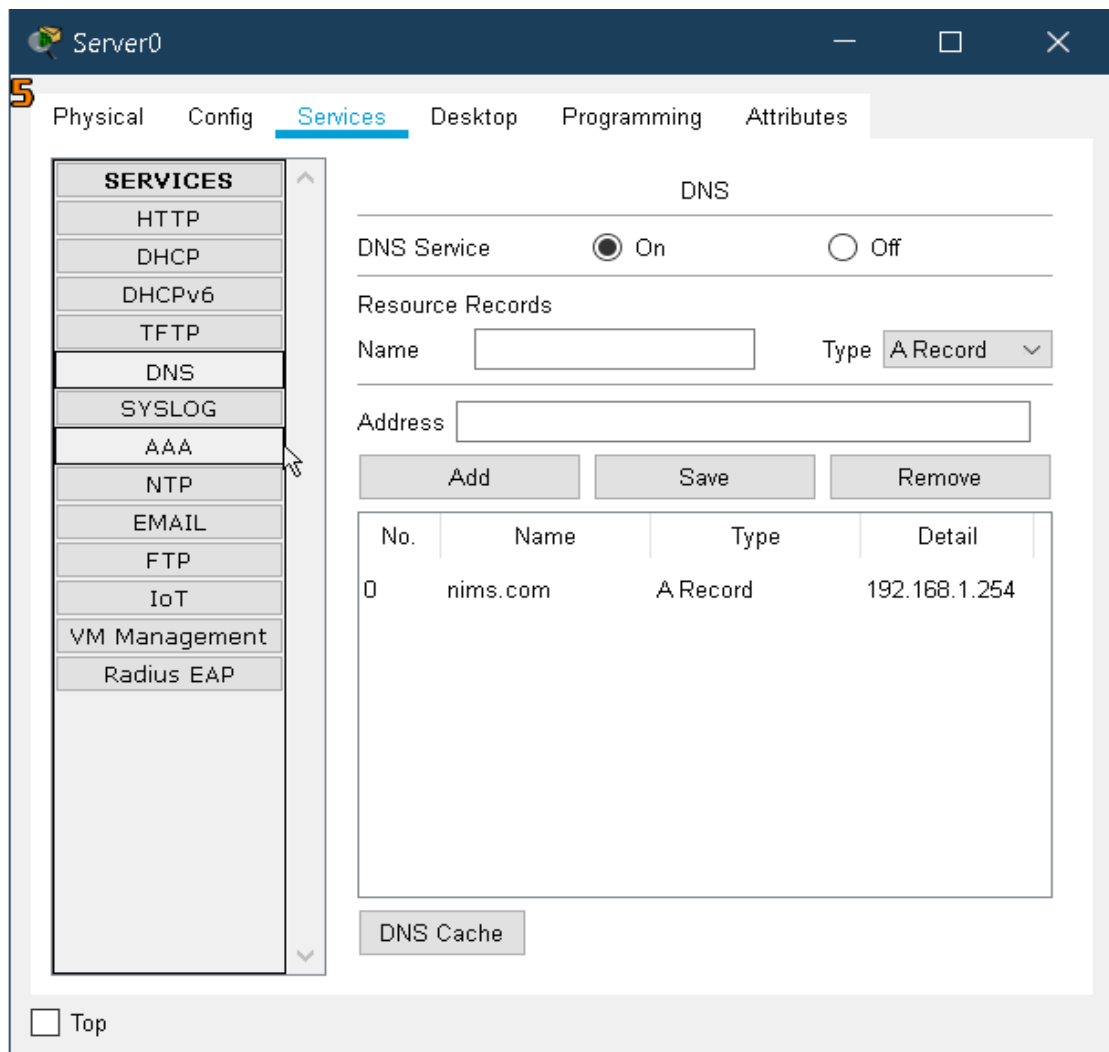 Server0
5
Physical Config Services Desktop Programming Attributes
SERVICES
HTTP
DHCP
DHCPv6
TFTP
DNS
SYSLOG
AAA
NTP
EMAIL
FTP
IoT
VM Management
Radius EAP
DNS
DNS Service On Off
Resource Records
Name Type A Record
Address
Add Save Remove
No. Name Type Detail
0 nims.com A Record 192.168.1.254
DNS Cache
Top